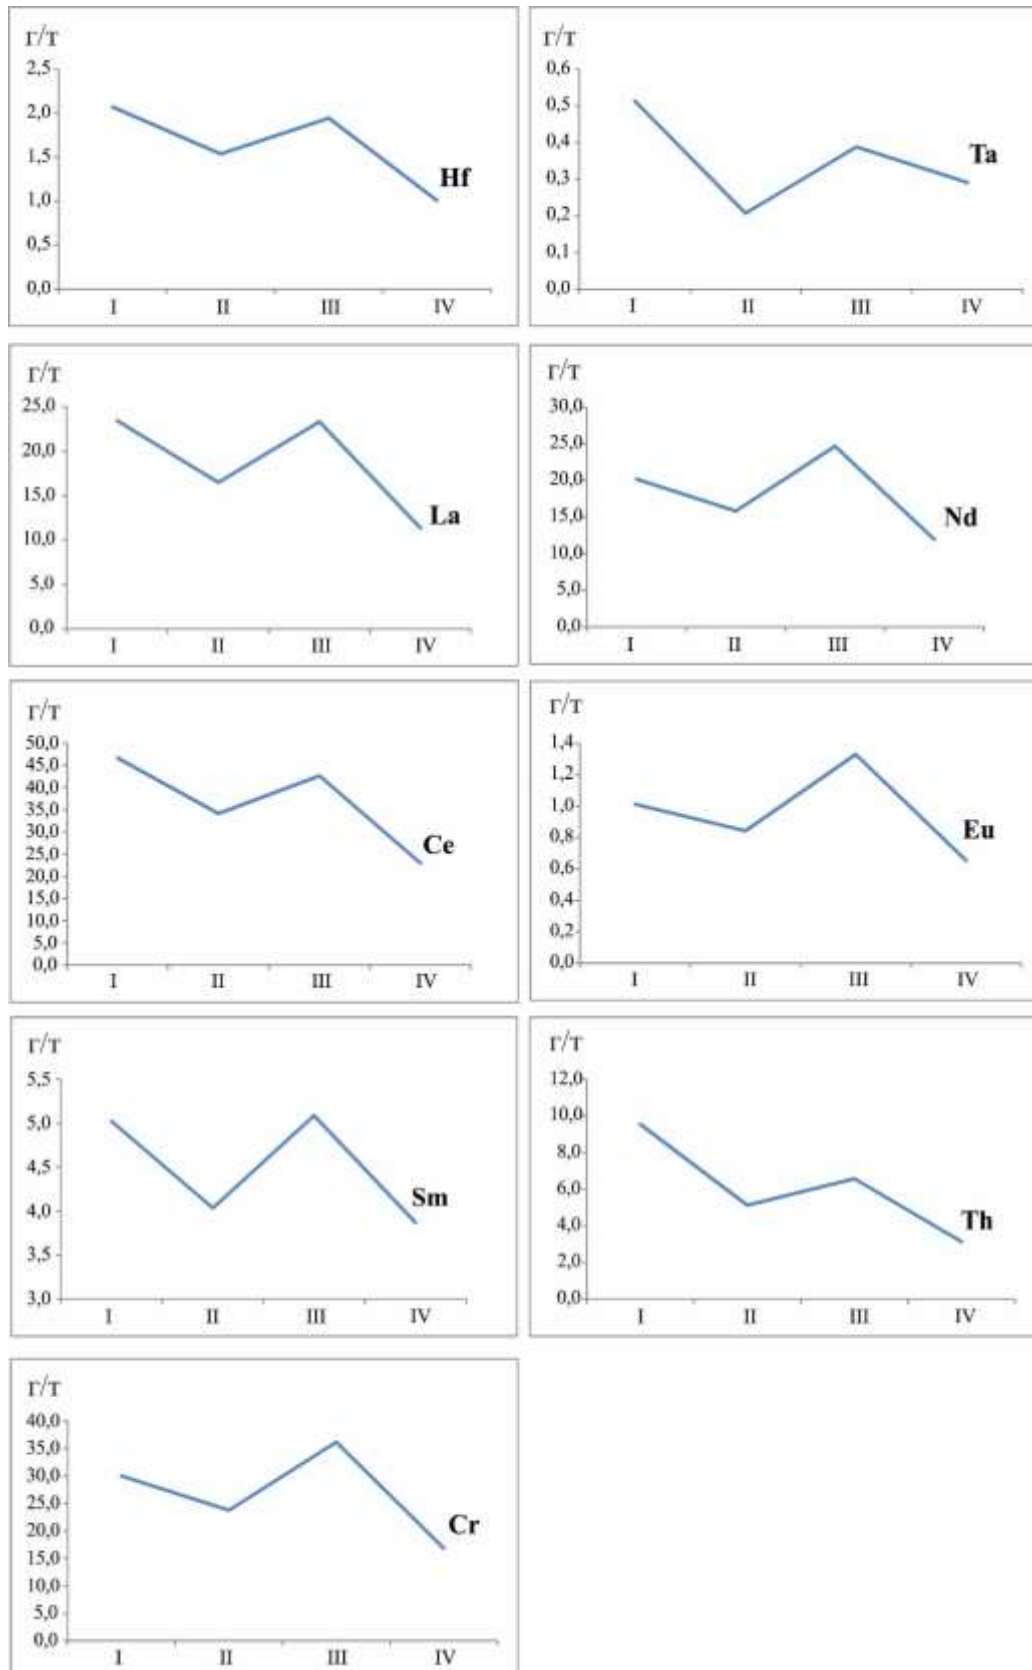 г/т
2,5
2,0
1,5
1,0
0,5
0,0
Hf
I II III IV
г/т
0,6
0,5
0,4
0,3
0,2
0,1
0,0
Ta
I II III IV
г/т
25,0
20,0
15,0
10,0
5,0
0,0
La
I II III IV
г/т
30,0
25,0
20,0
15,0
10,0
5,0
0,0
Nd
I II III IV
г/т
50,0
45,0
40,0
35,0
30,0
25,0
20,0
15,0
10,0
5,0
0,0
Ce
I II III IV
г/т
1,4
1,2
1,0
0,8
0,6
0,4
0,2
0,0
Eu
I II III IV
г/т
5,5
5,0
4,5
4,0
3,5
3,0
Sm
I II III IV
г/т
12,0
10,0
8,0
6,0
4,0
2,0
0,0
Th
I II III IV
г/т
40,0
35,0
30,0
25,0
20,0
15,0
10,0
5,0
0,0
Cr
I II III IV